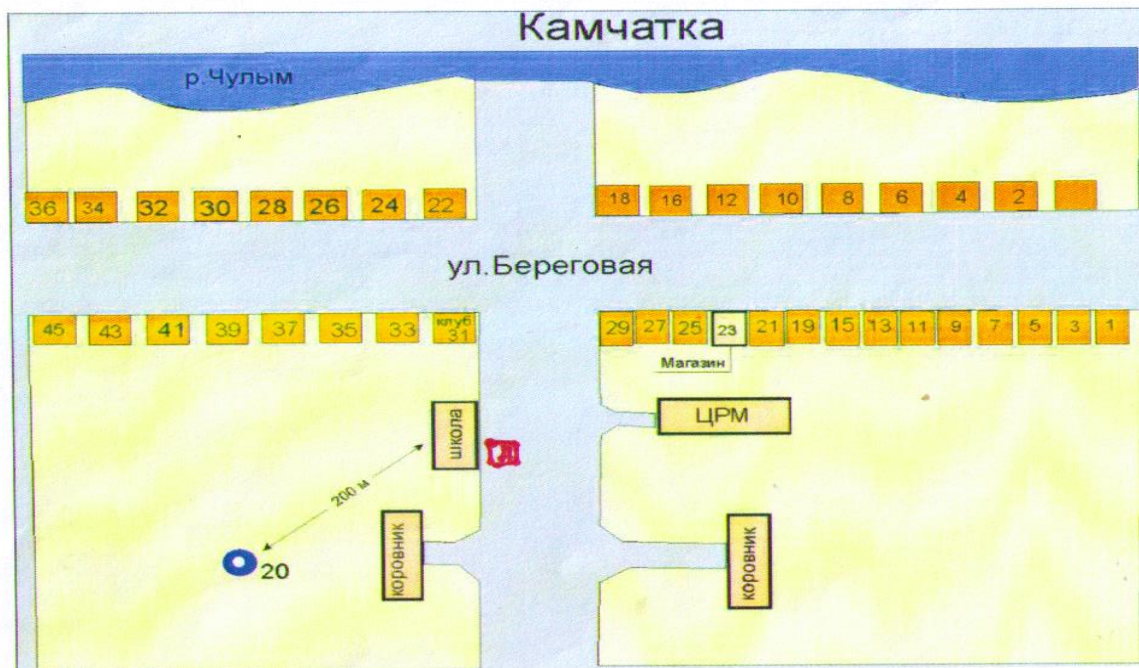 Камчатка
р.Чулым
36 34 32 30 28 26 24 22
18 16 12 10 8 6 4 2
ул.Береговая
45 43 41 39 37 35 33 клуб 31
29 27 25 23 21 19 15 13 11 9 7 5 3 1
Магазин
школа
ЦРМ
200 м
20
коровник
коровник